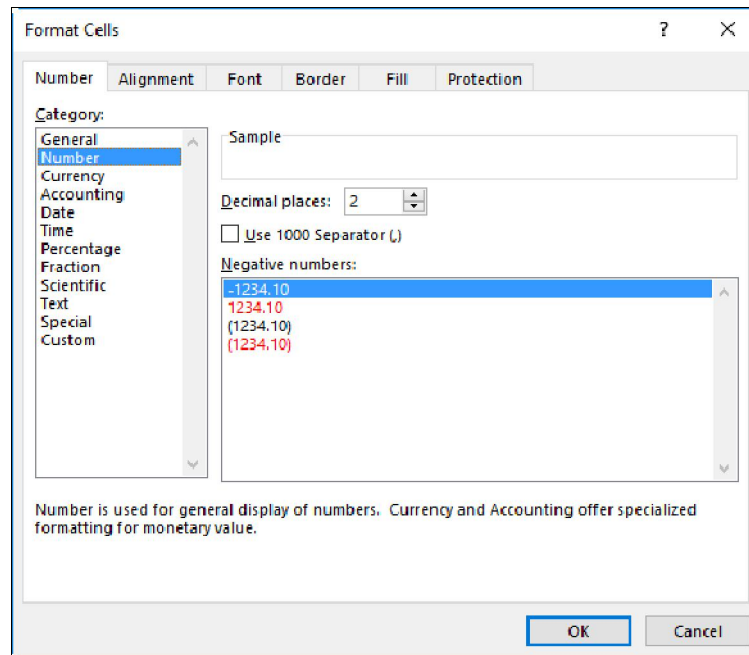 Format Cells ? X
Number Alignment Font Border Fill Protection
Category:
General
Number
Currency
Accounting
Date
Time
Percentage
Fraction
Scientific
Text
Special
Custom
Sample
Decimal places: 2
Use 1000 Separator (,)
Negative numbers:
-1234.10
1234.10
(1234.10)
(1234.10)
Number is used for general display of numbers. Currency and Accounting offer specialized
formatting for monetary value.
OK Cancel